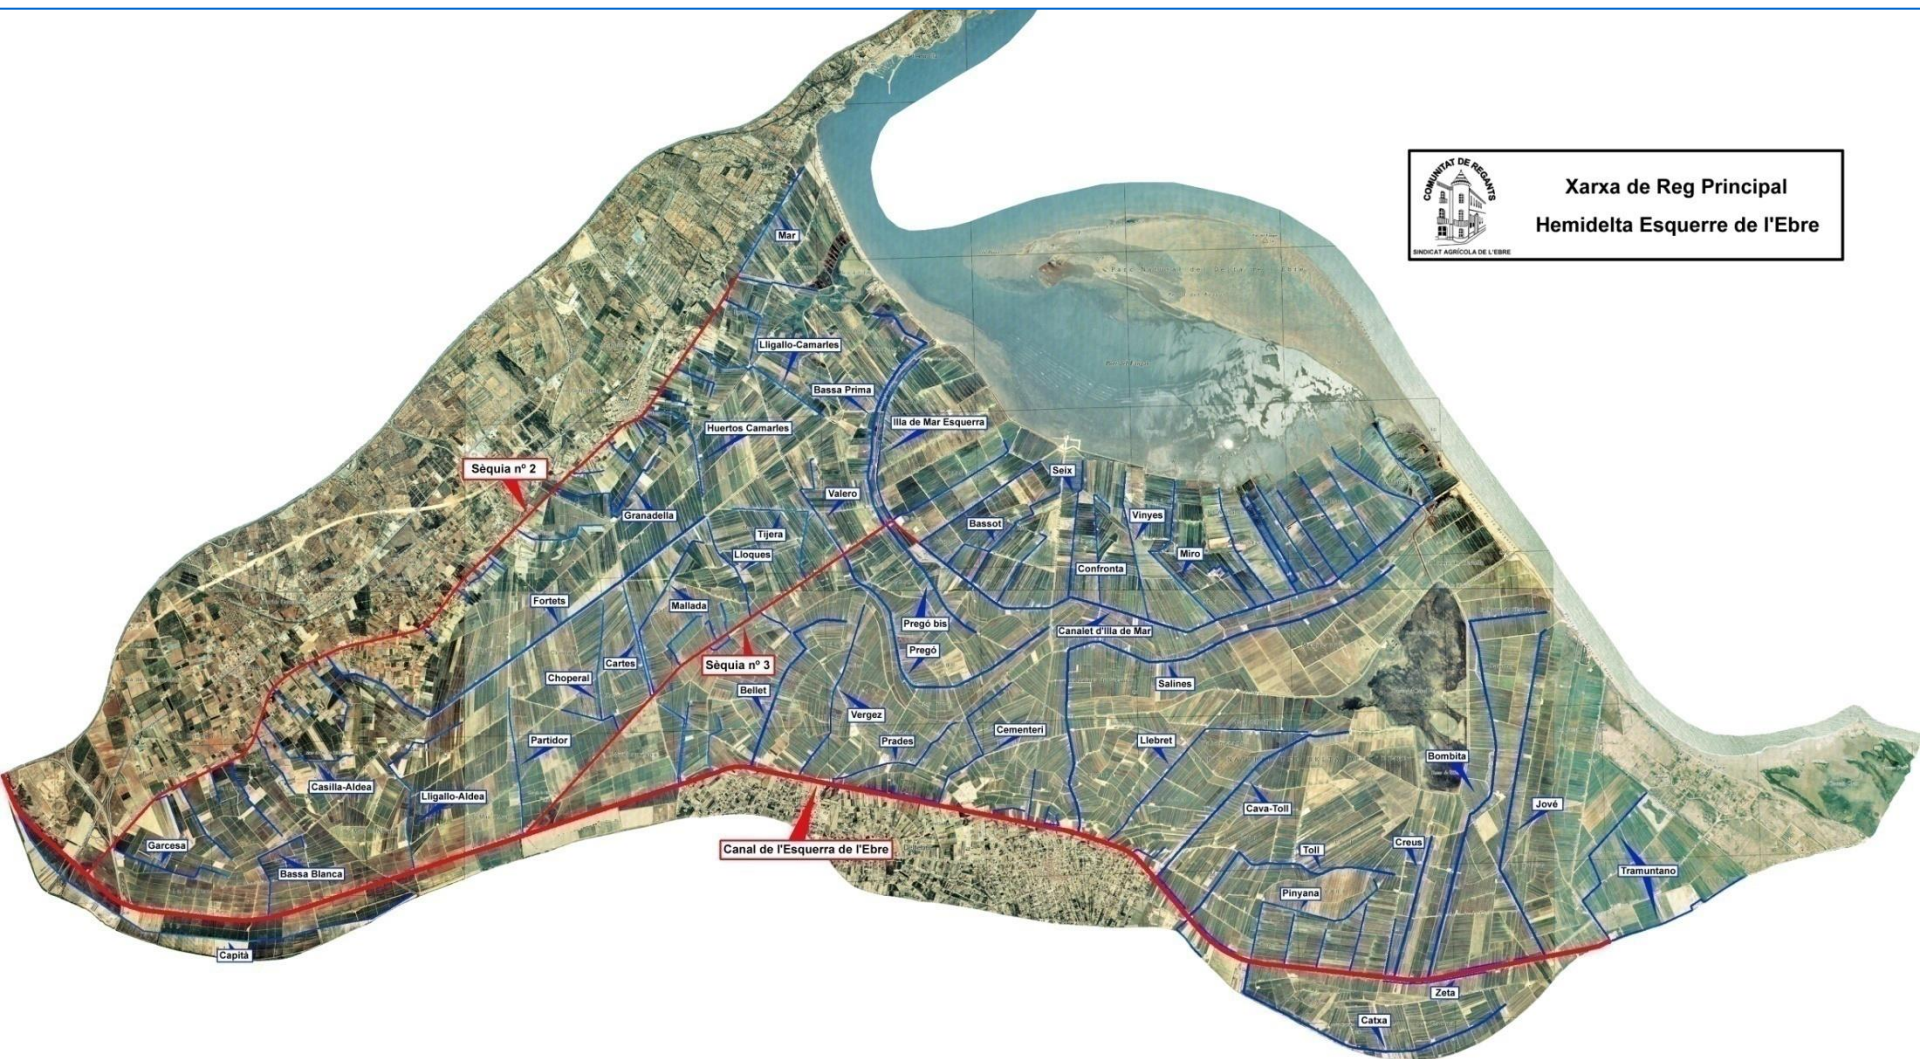 COMUNITAT DE REGANTS
SINDICAT AGRÍCOLA DE L'EBRE
Xarxa de Reg Principal
Hemidelta Esquerre de l'Ebre
Mar
Lligallo-Camarles
Bassa Prima
Illa de Mar Esquerra
Huertos Camarles
Sèquia nº 2
Seix
Valero
Granadella
Vinyes
Bassot
Tijera
Lloques
Miro
Confronta
Fortets
Mallada
Pregó bis
Canalet d'Illa de Mar
Pregó
Cartes
Sèquia nº 3
Choperal
Bellet
Salines
Vergez
Cementeri
Partidor
Prades
Llebret
Bombita
Casilla-Aldea
Lligallo-Aldea
Jové
Cava-Toll
Garcesa
Canal de l'Esquerra de l'Ebre
Toll
Creus
Bassa Blanca
Tramuntano
Pinyana
Capità
Zeta
Catxa